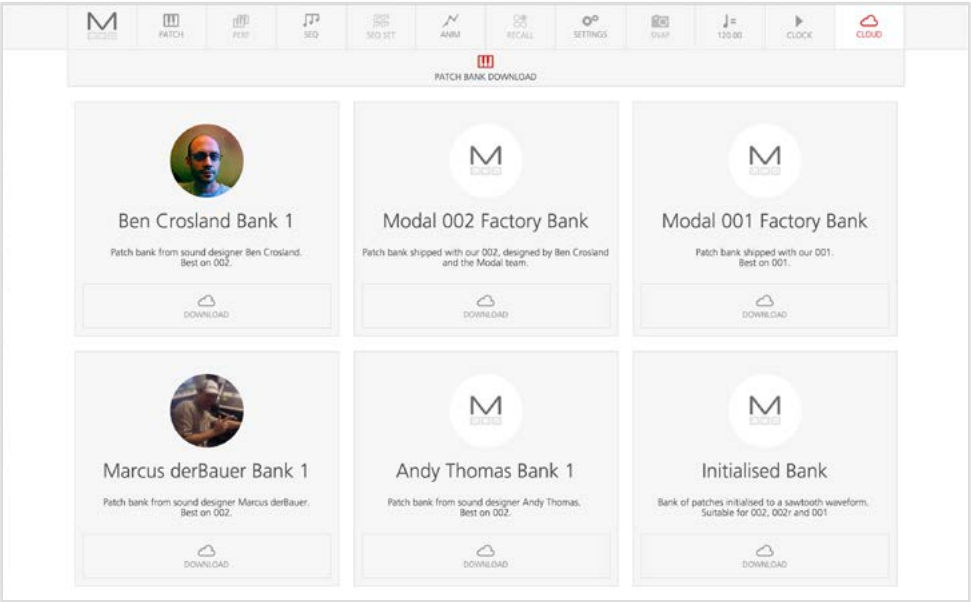 PATCH
PERF
SEQ
SEQ SET
ANIM
RECALL
SETTINGS
SNAP
120.00
CLOCK
CLOUD
PATCH BANK DOWNLOAD
Ben Crosland Bank 1
Patch bank from sound designer Ben Crosland.
Best on 002.
DOWNLOAD
Modal 002 Factory Bank
Patch bank shipped with our 002, designed by Ben Crosland
and the Modal team.
DOWNLOAD
Modal 001 Factory Bank
Patch bank shipped with our 001.
Best on 001.
DOWNLOAD
Marcus derBauer Bank 1
Patch bank from sound designer Marcus derBauer.
Best on 002.
DOWNLOAD
Andy Thomas Bank 1
Patch bank from sound designer Andy Thomas.
Best on 002.
DOWNLOAD
Initialised Bank
Bank of patches initialised to a sawtooth waveform.
Suitable for 002, 002r and 001
DOWNLOAD